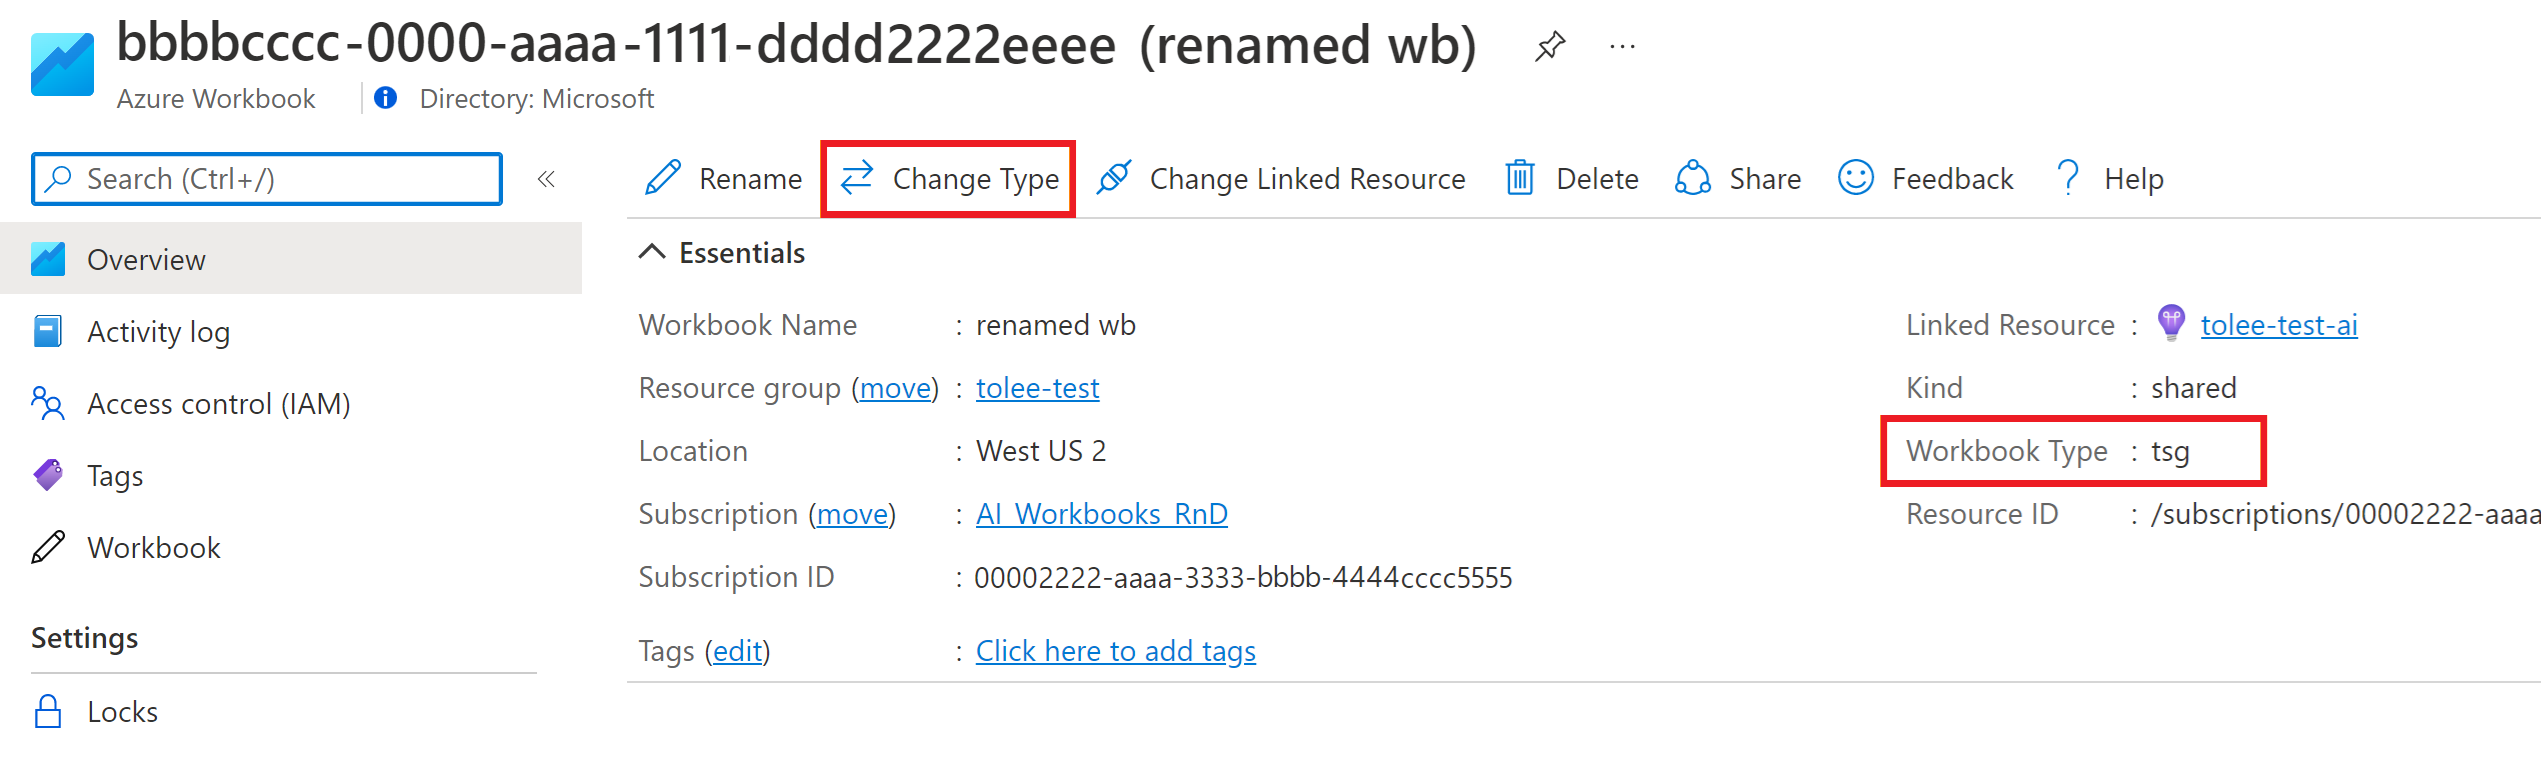 bbbbcccc-0000-aaaa-1111-dddd2222eeee (renamed wb)
...
Azure Workbook
Directory: Microsoft
Search (Ctrl+/)
«
Rename
Change Type
Change Linked Resource
Delete
Share
Feedback
Help
Overview
Activity log
Access control (IAM)
Tags
Workbook
Settings
Locks
Essentials
Workbook Name : renamed wb
Resource group (move) : tolee-test
Location : West US 2
Subscription (move) : AI_Workbooks_RnD
Subscription ID : 00002222-aaaa-3333-bbbb-4444cccc5555
Tags (edit) : Click here to add tags
Linked Resource : tolee-test-ai
Kind : shared
Workbook Type : tsg
Resource ID : /subscriptions/00002222-aaaa